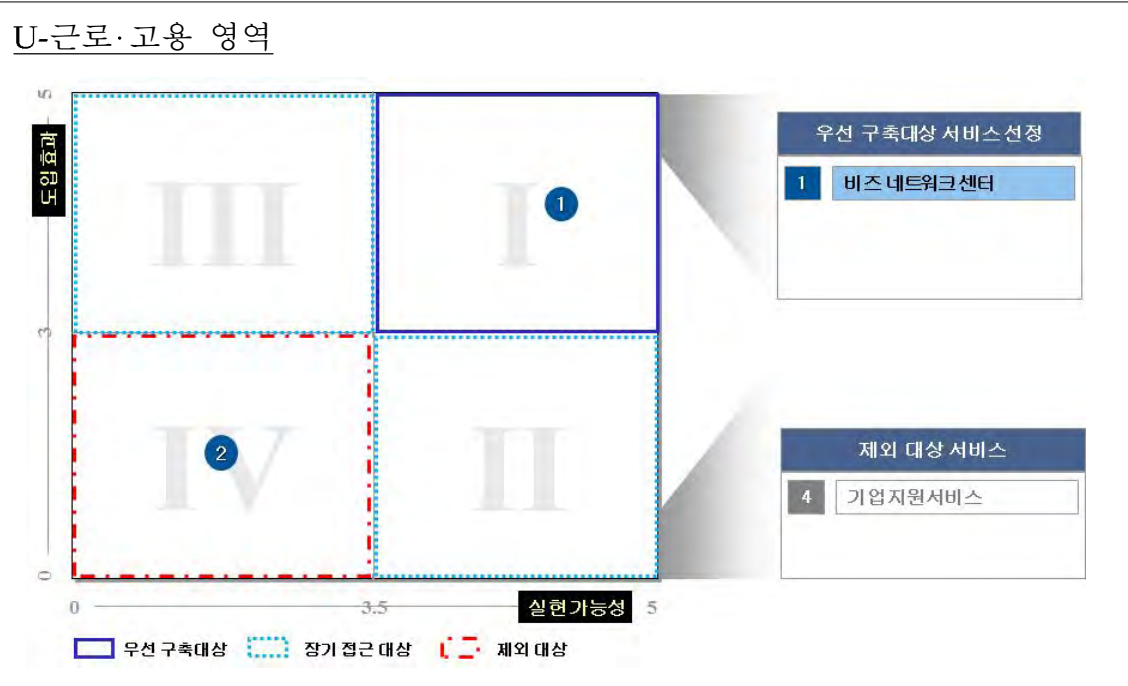 U-근로·고용 영역
5
도입효과
3
0
III
I
1
IV
2
II
0
3.5
실현가능성
5
우선 구축대상 서비스 선정
1 비즈 네트워크 센터
제외 대상 서비스
4 기업지원서비스
우선 구축대상
장기 접근 대상
제외 대상